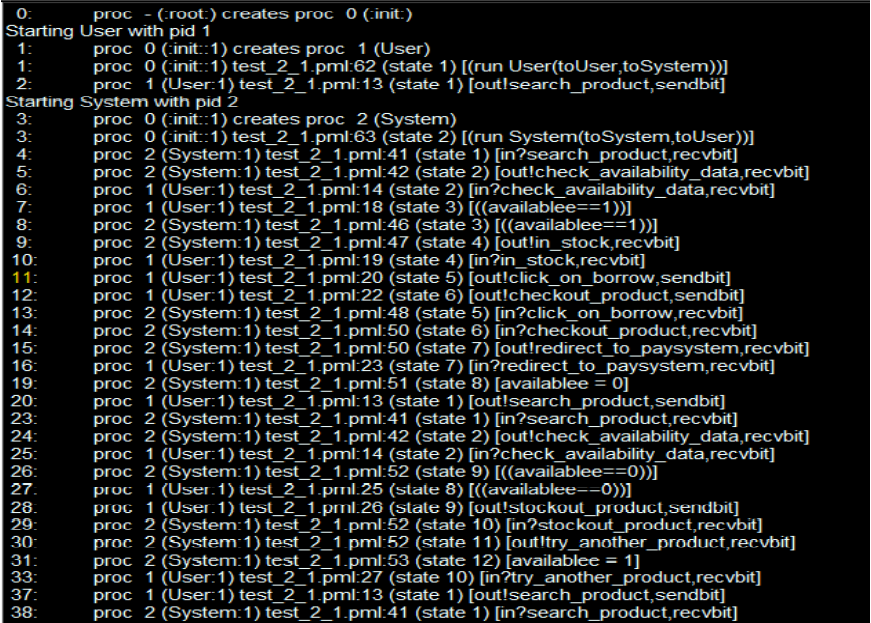 0: proc - (:root:) creates proc 0 (:init:)
Starting User with pid 1
1: proc 0 (:init::1) creates proc 1 (User)
1: proc 0 (:init::1) test_2_1.pml:62 (state 1) [(run User(toUser,toSystem))]
2: proc 1 (User:1) test_2_1.pml:13 (state 1) [out!search_product,sendbit]
Starting System with pid 2
3: proc 0 (:init::1) creates proc 2 (System)
3: proc 0 (:init::1) test_2_1.pml:63 (state 2) [(run System(toSystem,toUser))]
4: proc 2 (System:1) test_2_1.pml:41 (state 1) [in?search_product,recvbit]
5: proc 2 (System:1) test_2_1.pml:42 (state 2) [out!check_availability_data,recvbit]
6: proc 1 (User:1) test_2_1.pml:14 (state 2) [in?check_availability_data,recvbit]
7: proc 1 (User:1) test_2_1.pml:18 (state 3) [((availablee==1))]
8: proc 2 (System:1) test_2_1.pml:46 (state 3) [((availablee==1))]
9: proc 2 (System:1) test_2_1.pml:47 (state 4) [out!in_stock,recvbit]
10: proc 1 (User:1) test_2_1.pml:19 (state 4) [in?in_stock,recvbit]
11: proc 1 (User:1) test_2_1.pml:20 (state 5) [out!click_on_borrow,sendbit]
12: proc 1 (User:1) test_2_1.pml:22 (state 6) [out!checkout_product,sendbit]
13: proc 2 (System:1) test_2_1.pml:48 (state 5) [in?click_on_borrow,recvbit]
14: proc 2 (System:1) test_2_1.pml:50 (state 6) [in?checkout_product,recvbit]
15: proc 2 (System:1) test_2_1.pml:50 (state 7) [out!redirect_to_paysystem,recvbit]
16: proc 1 (User:1) test_2_1.pml:23 (state 7) [in?redirect_to_paysystem,recvbit]
19: proc 2 (System:1) test_2_1.pml:51 (state 8) [availablee = 0]
20: proc 1 (User:1) test_2_1.pml:13 (state 1) [out!search_product,sendbit]
23: proc 2 (System:1) test_2_1.pml:41 (state 1) [in?search_product,recvbit]
24: proc 2 (System:1) test_2_1.pml:42 (state 2) [out!check_availability_data,recvbit]
25: proc 1 (User:1) test_2_1.pml:14 (state 2) [in?check_availability_data,recvbit]
26: proc 2 (System:1) test_2_1.pml:52 (state 9) [((availablee==0))]
27: proc 1 (User:1) test_2_1.pml:25 (state 8) [((availablee==0))]
28: proc 1 (User:1) test_2_1.pml:26 (state 9) [out!stockout_product,sendbit]
29: proc 2 (System:1) test_2_1.pml:52 (state 10) [in?stockout_product,recvbit]
30: proc 2 (System:1) test_2_1.pml:52 (state 11) [out!try_another_product,recvbit]
31: proc 2 (System:1) test_2_1.pml:53 (state 12) [availablee = 1]
33: proc 1 (User:1) test_2_1.pml:27 (state 10) [in?try_another_product,recvbit]
37: proc 1 (User:1) test_2_1.pml:13 (state 1) [out!search_product,sendbit]
38: proc 2 (System:1) test_2_1.pml:41 (state 1) [in?search_product,recvbit]